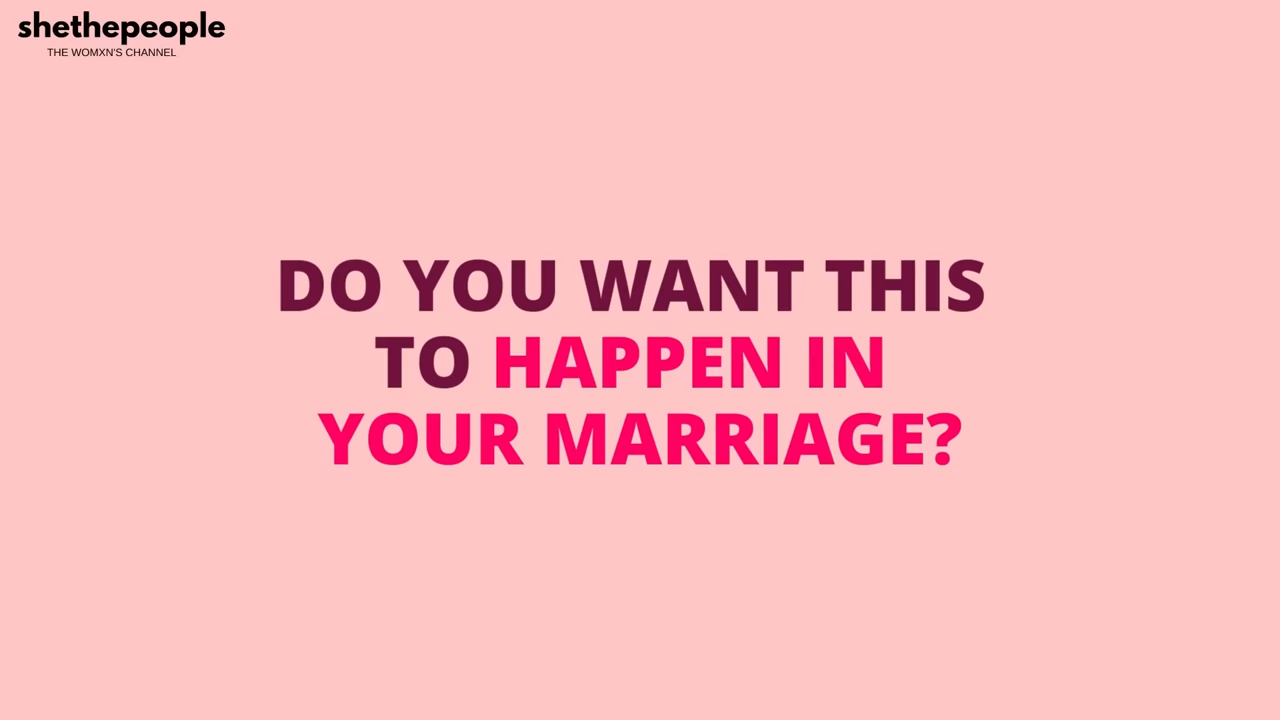 shethepeople
THE WOMXN'S CHANNEL
DO YOU WANT THIS
TO HAPPEN IN
YOUR MARRIAGE?